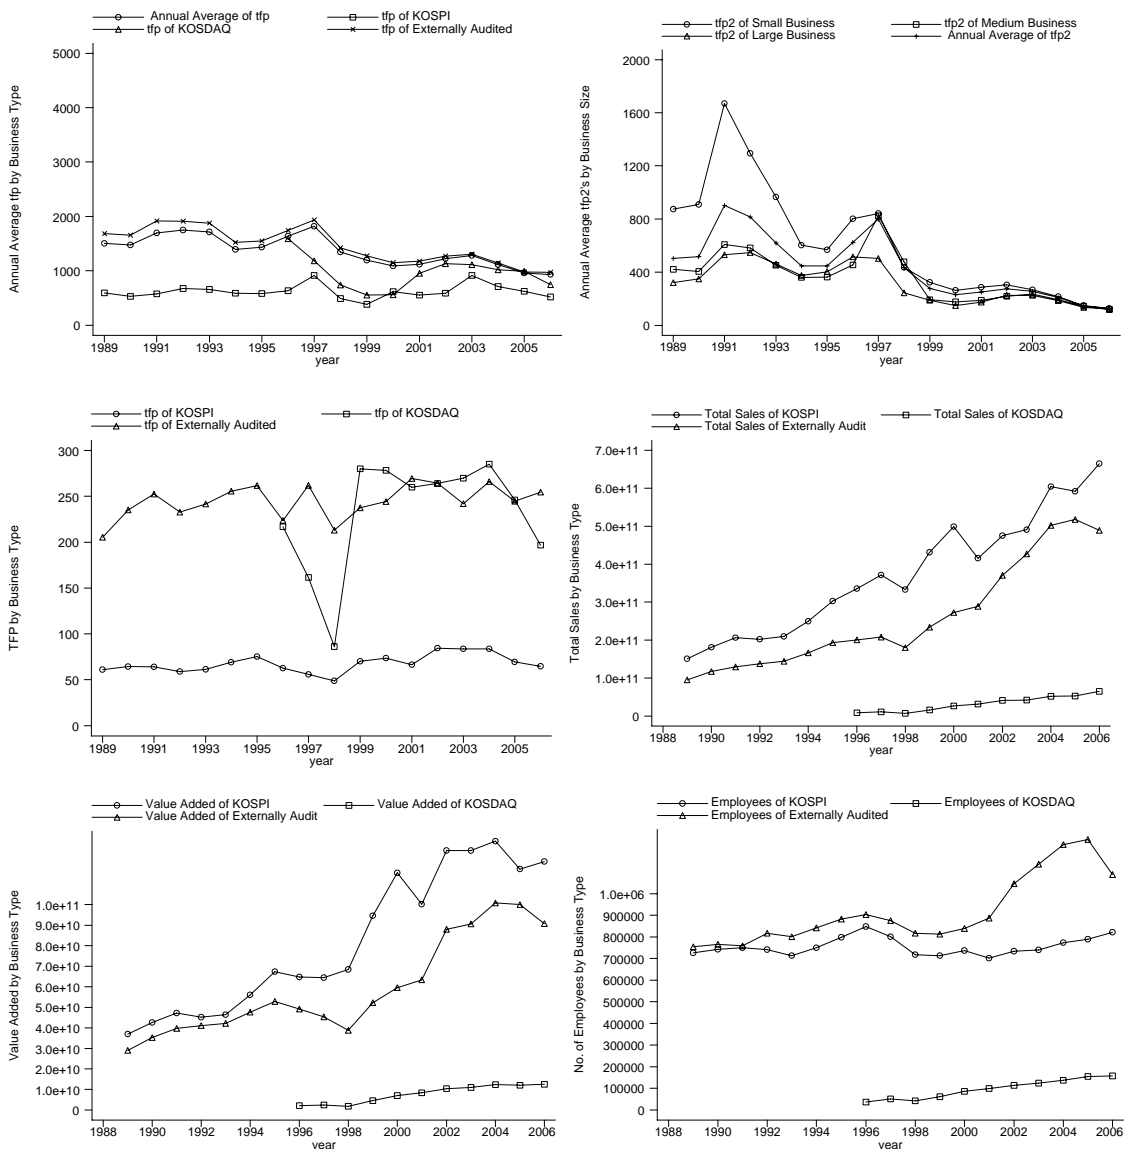 Annual Average of tfp
tfp of KOSPI
tfp of KOSDAQ
tfp of Externally Audited
Annual Average tfp by Business Type
5000
4000
3000
2000
1000
0
1989 1991 1993 1995 1997 1999 2001 2003 2005
year
tfp2 of Small Business
tfp2 of Medium Business
tfp2 of Large Business
Annual Average of tfp2
Annual Average tfp2's by Business Size
2000
1600
1200
800
400
0
1989 1991 1993 1995 1997 1999 2001 2003 2005
year
tfp of KOSPI
tfp of KOSDAQ
tfp of Externally Audited
TFP by Business Type
300
250
200
150
100
50
0
1989 1991 1993 1995 1997 1999 2001 2003 2005
year
Total Sales of KOSPI
Total Sales of KOSDAQ
Total Sales of Externally Audit
Total Sales by Business Type
7.0e+11
6.0e+11
5.0e+11
4.0e+11
3.0e+11
2.0e+11
1.0e+11
0
1988 1990 1992 1994 1996 1998 2000 2002 2004 2006
year
Value Added of KOSPI
Value Added of KOSDAQ
Value Added of Externally Audit
Value Added by Business Type
1.0e+11
9.0e+10
8.0e+10
7.0e+10
6.0e+10
5.0e+10
4.0e+10
3.0e+10
2.0e+10
1.0e+10
0
1988 1990 1992 1994 1996 1998 2000 2002 2004 2006
year
Employees of KOSPI
Employees of KOSDAQ
Employees of Externally Audited
No. of Employees by Business Type
1.0e+06
900000
800000
700000
600000
500000
400000
300000
200000
100000
0
1988 1990 1992 1994 1996 1998 2000 2002 2004 2006
year